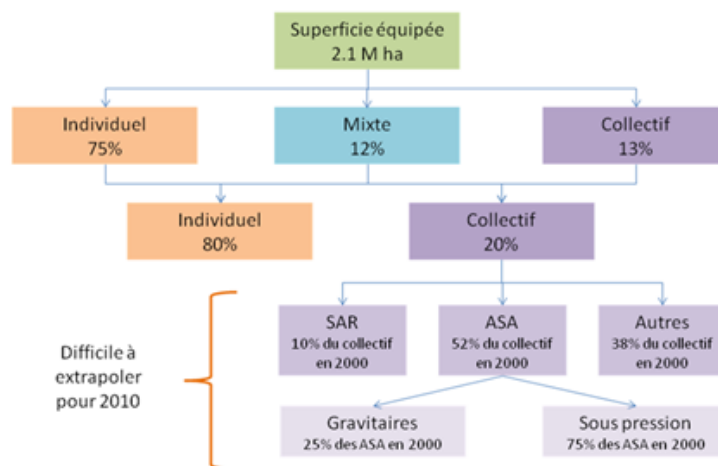 Superficie équipée
2.1 M ha
Individuel
75%
Mixte
12%
Collectif
13%
Individuel
80%
Collectif
20%
Difficile à
extrapoler
pour 2010
SAR
10% du collectif
en 2000
ASA
52% du collectif
en 2000
Autres
38% du collectif
en 2000
Gravitaires
25% des ASA en 2000
Sous pression
75% des ASA en 2000